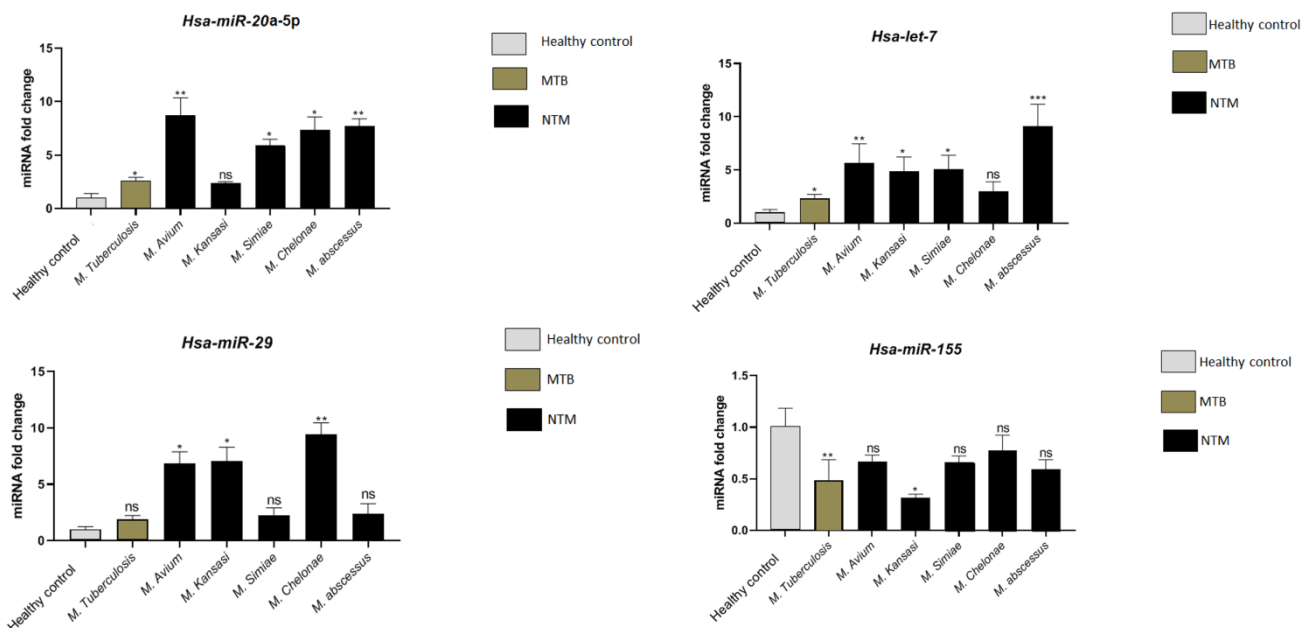 Hsa-miR-20a-5p
miRNA fold change
15
10
5
0
**
*
ns
*
*
**
Healthy control
M. Tuberculosis
M. Avium
M. Kansasi
M. Simiae
M. Chelonae
M. abscessus
Healthy control
MTB
NTM
Hsa-let-7
miRNA fold change
15
10
5
0
*
**
*
*
ns
***
Healthy control
M. Tuberculosis
M. Avium
M. Kansasi
M. Simiae
M. Chelonae
M. abscessus
Healthy control
MTB
NTM
Hsa-miR-29
miRNA fold change
15
10
5
0
ns
*
*
ns
**
ns
Healthy control
M. Tuberculosis
M. Avium
M. Kansasi
M. Simiae
M. Chelonae
M. abscessus
Healthy control
MTB
NTM
Hsa-miR-155
miRNA fold change
1.5
1.0
0.5
0.0
**
ns
*
ns
ns
ns
Healthy control
M. Tuberculosis
M. Avium
M. Kansasi
M. Simiae
M. Chelonae
M. abscessus
Healthy control
MTB
NTM